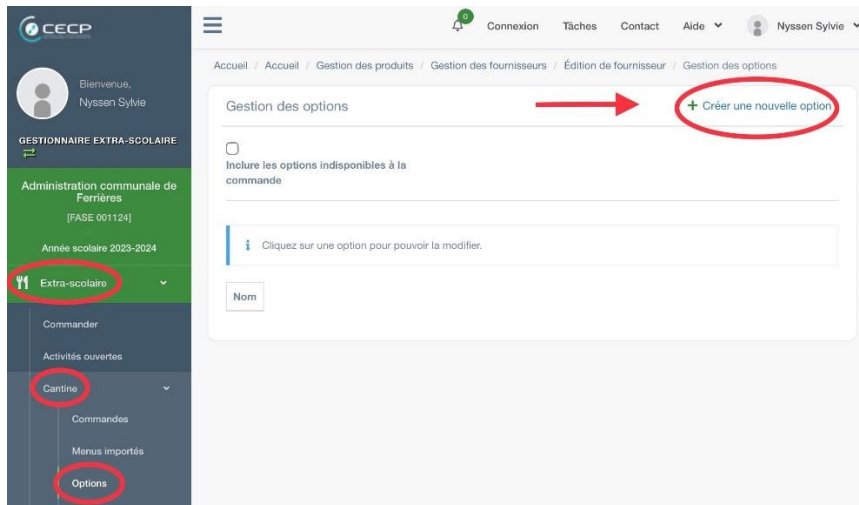 CECP
0
Connexion
Tâches
Contact
Aide
Nyssen Sylvie
Bienvenue,
Nyssen Sylvie
GESTIONNAIRE EXTRA-SCOLAIRE
Administration communale de
Ferrières
[FASE 001124]
Année scolaire 2023-2024
Extra-scolaire
Commander
Activités ouvertes
Cantine
Commandes
Menus importés
Options
Accueil / Accueil / Gestion des produits / Gestion des fournisseurs / Édition de fournisseur / Gestion des options
Gestion des options
+ Créer une nouvelle option
Inclure les options indisponibles à la
commande
i Cliquez sur une option pour pouvoir la modifier.
Nom